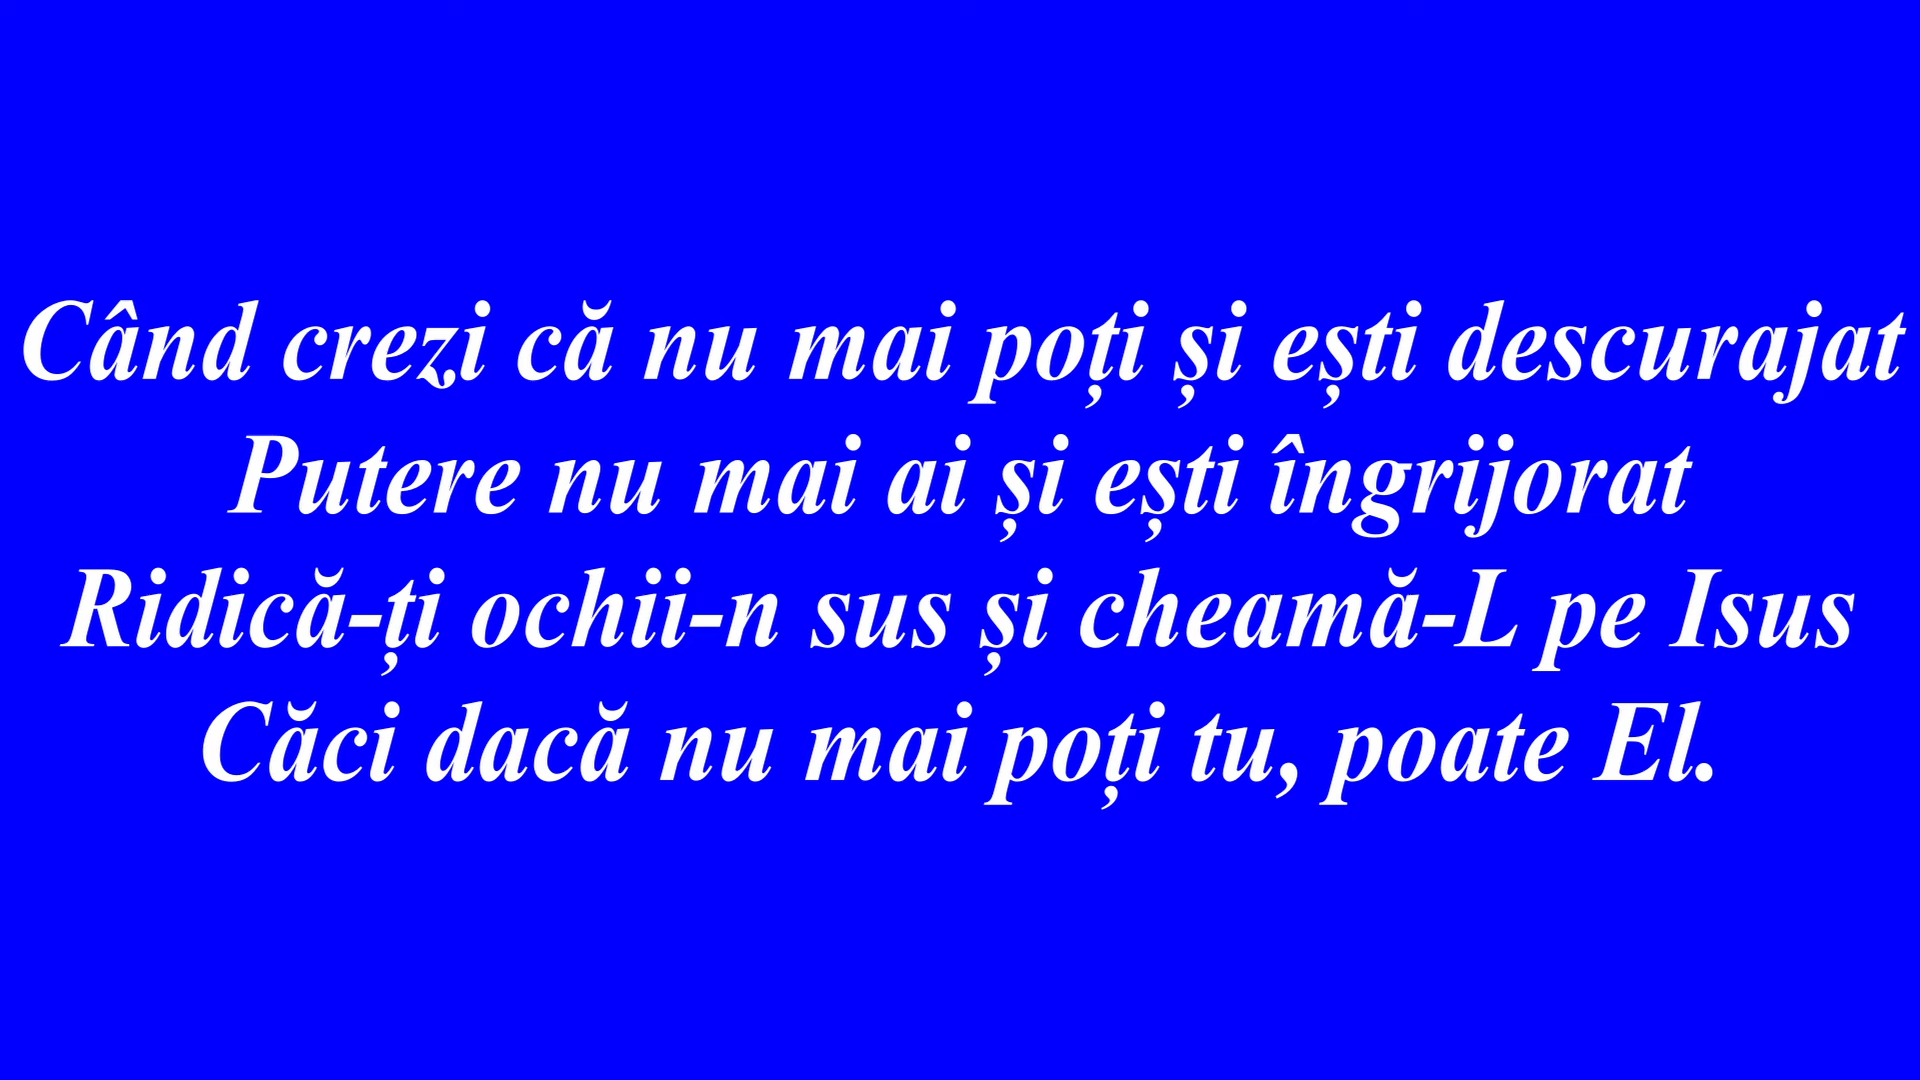 Când crezi că nu mai poți și ești descurajat
Putere nu mai ai și ești îngrijorat
Ridică-ți ochii-n sus și cheamă-L pe Isus
Căci dacă nu mai poți tu, poate El.